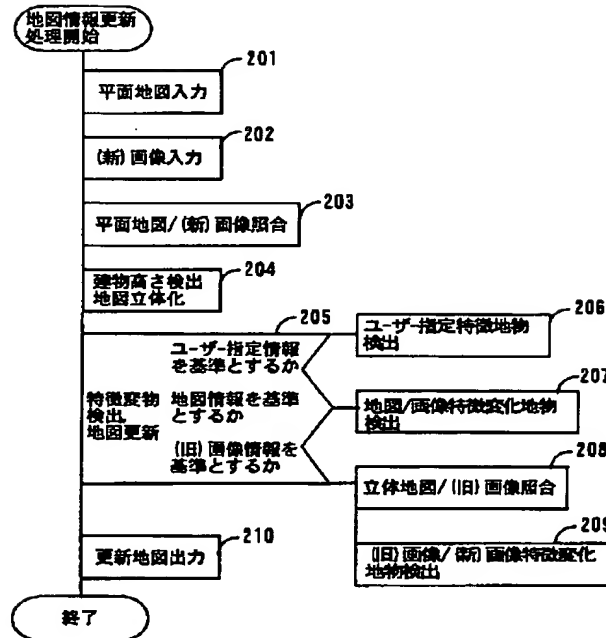 地図情報更新
処理開始
201
平面地図入力
202
(新)画像入力
203
平面地図/(新)画像照合
204
建物高さ検出
地図立体化
205
206
ユーザー指定情報
を基準とするか
ユーザー指定特徴地物
検出
特徴変物
検出,
地図更新
地図情報を基準
とするか
207
地図/画像特徴変化地物
検出
(旧)画像情報を
基準とするか
208
立体地図/(旧)画像照合
209
(旧)画像/(新)画像特徴変化
地物検出
210
更新地図出力
終了